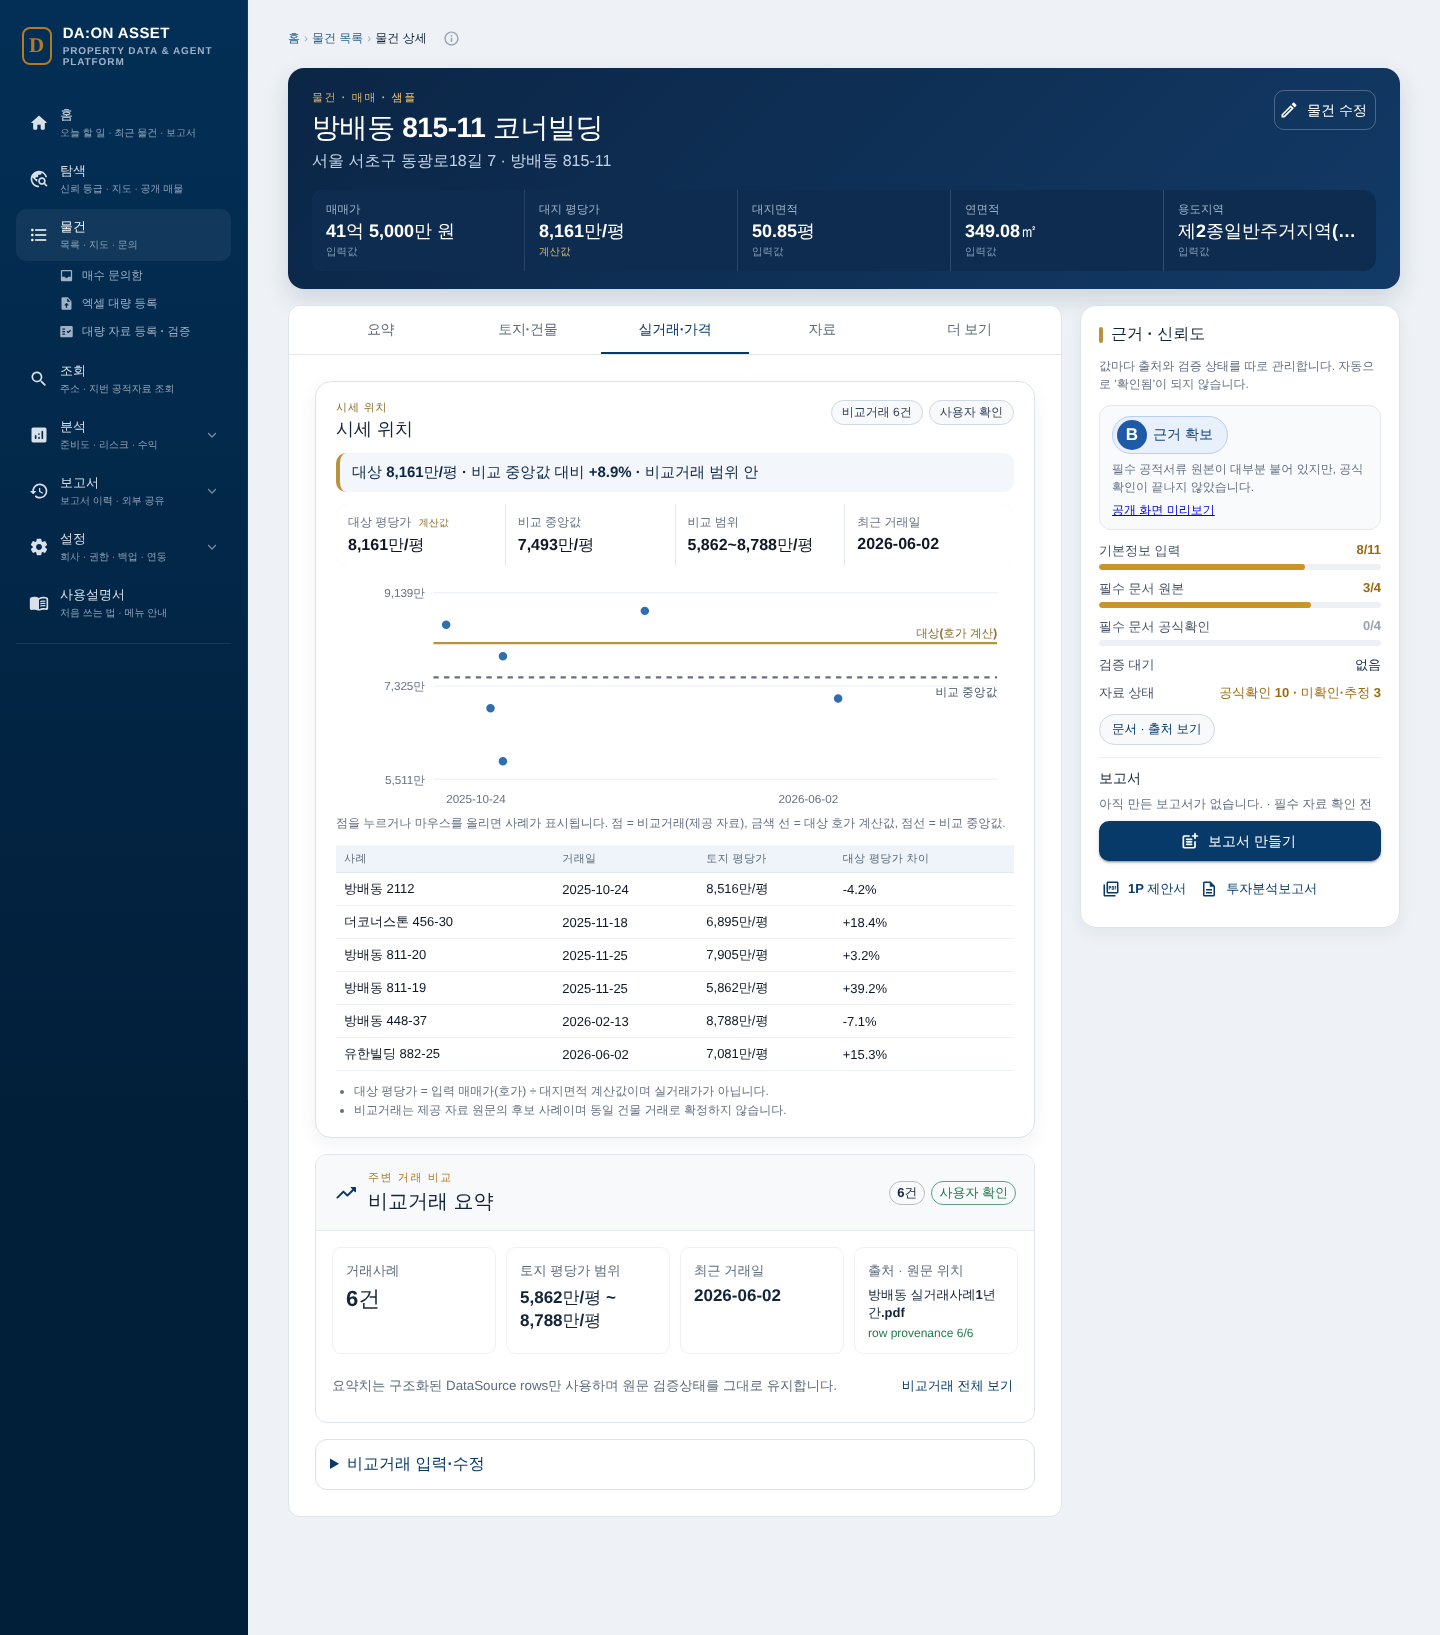 D
DA:ON ASSET
PROPERTY DATA & AGENT
PLATFORM
홈
오늘 할 일 · 최근 물건 · 보고서
탐색
신뢰 등급 · 지도 · 공개 매물
물건
목록 · 지도 · 문의
매수 문의함
엑셀 대량 등록
대량 자료 등록 · 검증
조회
주소 · 지번 공적자료 조회
분석
준비도 · 리스크 · 수익
보고서
보고서 이력 · 외부 공유
설정
회사 · 권한 · 백업 · 연동
사용설명서
처음 쓰는 법 · 메뉴 안내
홈 › 물건 목록 › 물건 상세
물건 · 매매 · 샘플
방배동 815-11 코너빌딩
서울 서초구 동광로18길 7 · 방배동 815-11
물건 수정
매매가
41억 5,000만 원
입력값
대지 평당가
8,161만/평
계산값
대지면적
50.85평
입력값
연면적
349.08㎡
입력값
용도지역
제2종일반주거지역(...
입력값
요약
토지·건물
실거래·가격
자료
더 보기
시세 위치
시세 위치
비교거래 6건
사용자 확인
대상 8,161만/평 · 비교 중앙값 대비 +8.9% · 비교거래 범위 안
대상 평당가 계산값
8,161만/평
비교 중앙값
7,493만/평
비교 범위
5,862~8,788만/평
최근 거래일
2026-06-02
9,139만
대상(호가 계산)
7,325만
비교 중앙값
5,511만
2025-10-24
2026-06-02
점을 누르거나 마우스를 올리면 사례가 표시됩니다. 점 = 비교거래(제공 자료), 금색 선 = 대상 호가 계산값, 점선 = 비교 중앙값.
사례 거래일 토지 평당가 대상 평당가 차이
방배동 2112 2025-10-24 8,516만/평 -4.2%
더코너스톤 456-30 2025-11-18 6,895만/평 +18.4%
방배동 811-20 2025-11-25 7,905만/평 +3.2%
방배동 811-19 2025-11-25 5,862만/평 +39.2%
방배동 448-37 2026-02-13 8,788만/평 -7.1%
유한빌딩 882-25 2026-06-02 7,081만/평 +15.3%
• 대상 평당가 = 입력 매매가(호가) ÷ 대지면적 계산값이며 실거래가가 아닙니다.
• 비교거래는 제공 자료 원문의 후보 사례이며 동일 건물 거래로 확정하지 않습니다.
주변 거래 비교
비교거래 요약
6건
사용자 확인
거래사례
6건
토지 평당가 범위
5,862만/평 ~
8,788만/평
최근 거래일
2026-06-02
출처 · 원문 위치
방배동 실거래사례1년
간.pdf
row provenance 6/6
요약치는 구조화된 DataSource rows만 사용하며 원문 검증상태를 그대로 유지합니다.
비교거래 전체 보기
비교거래 입력·수정
근거 · 신뢰도
값마다 출처와 검증 상태를 따로 관리합니다. 자동으
로 '확인됨'이 되지 않습니다.
B 근거 확보
필수 공적서류 원본이 대부분 붙어 있지만, 공식
확인이 끝나지 않았습니다.
공개 화면 미리보기
기본정보 입력 8/11
필수 문서 원본 3/4
필수 문서 공식확인 0/4
검증 대기 없음
자료 상태 공식확인 10 · 미확인·추정 3
문서 · 출처 보기
보고서
아직 만든 보고서가 없습니다. · 필수 자료 확인 전
보고서 만들기
1P 제안서
투자분석보고서